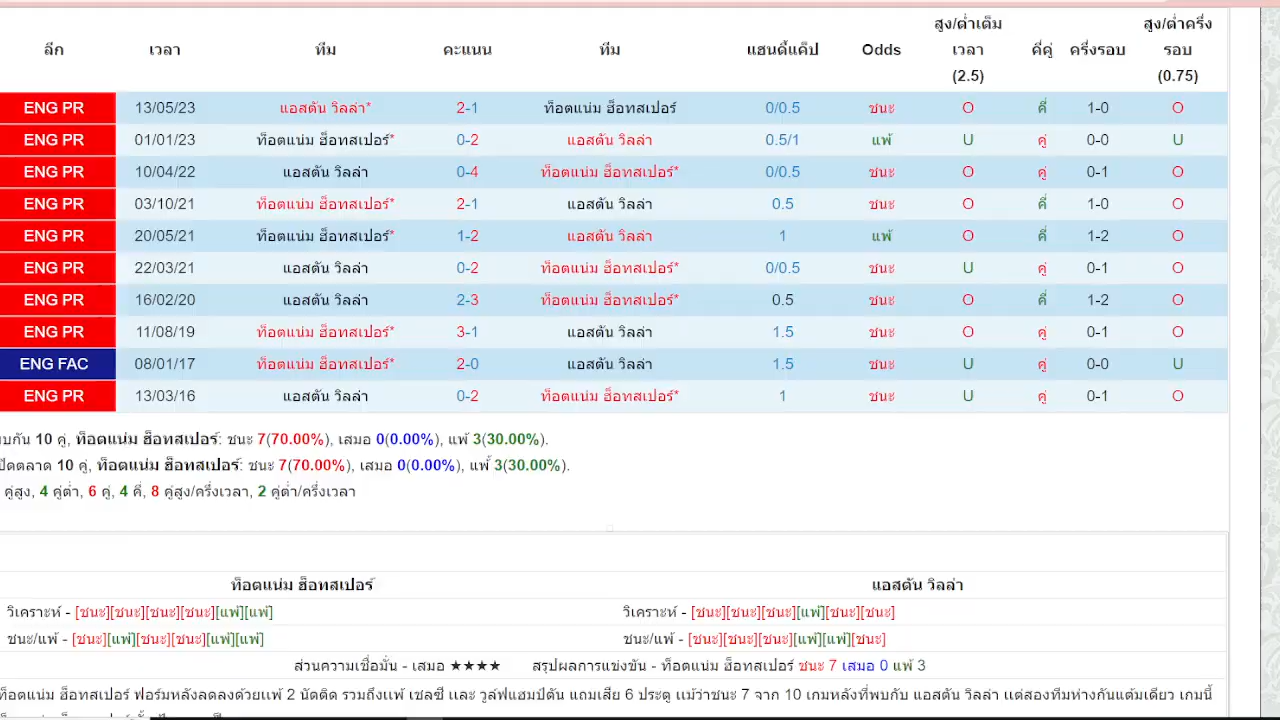 ลีก เวลา ทีม คะแนน ทีม แฮนดี้แค็ป Odds สูง/ต่ำเต็มเวลา (2.5) คี่คู่ ครึ่งรอบ สูง/ต่ำครึ่งรอบ (0.75)
ENG PR 13/05/23 แอสตัน วิลล่า* 2-1 ท็อตแน่ม ฮ็อทสเปอร์ 0/0.5 ชนะ O คี่ 1-0 O
ENG PR 01/01/23 ท็อตแน่ม ฮ็อทสเปอร์* 0-2 แอสตัน วิลล่า 0.5/1 แพ้ U คู่ 0-0 U
ENG PR 10/04/22 แอสตัน วิลล่า 0-4 ท็อตแน่ม ฮ็อทสเปอร์* 0/0.5 ชนะ O คู่ 0-1 O
ENG PR 03/10/21 ท็อตแน่ม ฮ็อทสเปอร์* 2-1 แอสตัน วิลล่า 0.5 ชนะ O คี่ 1-0 O
ENG PR 20/05/21 ท็อตแน่ม ฮ็อทสเปอร์* 1-2 แอสตัน วิลล่า 1 แพ้ O คี่ 1-2 O
ENG PR 22/03/21 แอสตัน วิลล่า 0-2 ท็อตแน่ม ฮ็อทสเปอร์* 0/0.5 ชนะ U คู่ 0-1 O
ENG PR 16/02/20 แอสตัน วิลล่า 2-3 ท็อตแน่ม ฮ็อทสเปอร์* 0.5 ชนะ O คี่ 1-2 O
ENG PR 11/08/19 ท็อตแน่ม ฮ็อทสเปอร์* 3-1 แอสตัน วิลล่า 1.5 ชนะ O คู่ 0-1 O
ENG FAC 08/01/17 ท็อตแน่ม ฮ็อทสเปอร์* 2-0 แอสตัน วิลล่า 1.5 ชนะ U คู่ 0-0 U
ENG PR 13/03/16 แอสตัน วิลล่า 0-2 ท็อตแน่ม ฮ็อทสเปอร์* 1 ชนะ U คู่ 0-1 O
บกัน 10 คู่, ท็อตแน่ม ฮ็อทสเปอร์: ชนะ 7(70.00%), เสมอ 0(0.00%), แพ้ 3(30.00%).
ปิดตลาด 10 คู่, ท็อตแน่ม ฮ็อทสเปอร์: ชนะ 7(70.00%), เสมอ 0(0.00%), แพ้ 3(30.00%).
คู่สูง, 4 คู่ต่ำ, 6 คู่, 4 คี่, 8 คู่สูง/ครึ่งเวลา, 2 คู่ต่ำ/ครึ่งเวลา
ท็อตแน่ม ฮ็อทสเปอร์ แอสตัน วิลล่า
วิเคราะห์ - [ชนะ][ชนะ][ชนะ][ชนะ][แพ้][แพ้] วิเคราะห์ - [ชนะ][ชนะ][ชนะ][แพ้][ชนะ][ชนะ]
ชนะ/แพ้ - [ชนะ][แพ้][ชนะ][ชนะ][แพ้][แพ้] ชนะ/แพ้ - [ชนะ][ชนะ][ชนะ][แพ้][แพ้][ชนะ]
ส่วนความเชื่อมั่น - เสมอ ★★★★ สรุปผลการแข่งขัน - ท็อตแน่ม ฮ็อทสเปอร์ ชนะ 7 เสมอ 0 แพ้ 3
ท็อตแน่ม ฮ็อทสเปอร์ ฟอร์มหลังลดลงด้วยแพ้ 2 นัดติด รวมถึงแพ้ เชลซี และ วูล์ฟแฮมป์ตัน แถมเสีย 6 ประตู แม้ว่าชนะ 7 จาก 10 เกมหลังที่พบกับ แอสตัน วิลล่า แต่สองทีมห่างกันแต้มเดียว เกมนี้